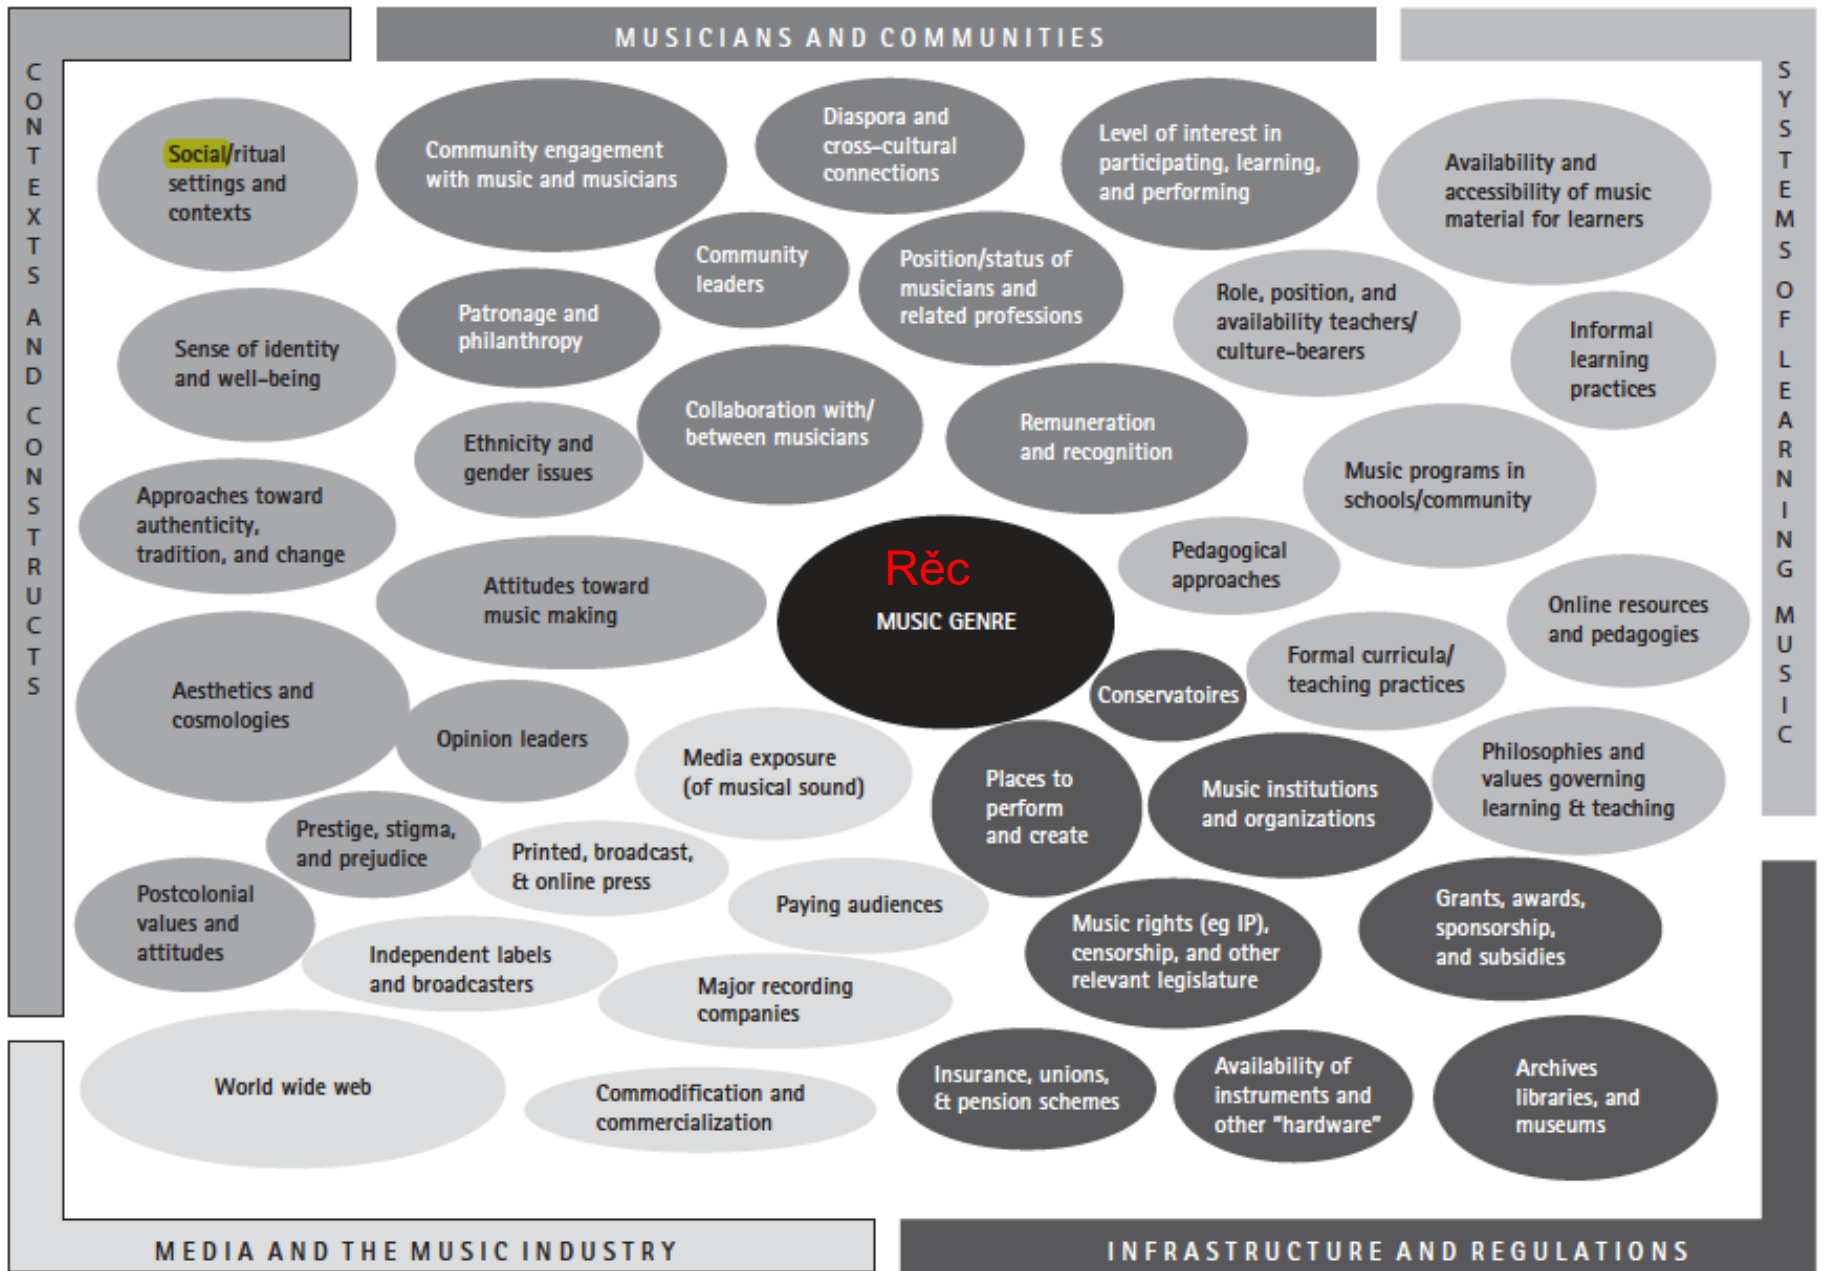 MUSICIANS AND COMMUNITIES
CONTEXTS AND CONSTRUCTS
SYSTEMS OF LEARNING MUSIC
Social/ritual
settings and
contexts
Community engagement
with music and musicians
Diaspora and
cross-cultural
connections
Level of interest in
participating, learning,
and performing
Availability and
accessibility of music
material for learners
Community
leaders
Position/status of
musicians and
related professions
Role, position, and
availability teachers/
culture-bearers
Informal
learning
practices
Patronage and
philanthropy
Sense of identity
and well-being
Collaboration with/
between musicians
Remuneration
and recognition
Ethnicity and
gender issues
Music programs in
schools/community
Approaches toward
authenticity,
tradition, and change
Attitudes toward
music making
Rěc
MUSIC GENRE
Pedagogical
approaches
Online resources
and pedagogies
Formal curricula/
teaching practices
Aesthetics and
cosmologies
Conservatoires
Opinion leaders
Media exposure
(of musical sound)
Places to
perform
and create
Music institutions
and organizations
Philosophies and
values governing
learning & teaching
Prestige, stigma,
and prejudice
Printed, broadcast,
& online press
Paying audiences
Postcolonial
values and
attitudes
Music rights (eg IP),
censorship, and other
relevant legislature
Grants, awards,
sponsorship,
and subsidies
Independent labels
and broadcasters
Major recording
companies
World wide web
Commodification and
commercialization
Insurance, unions,
& pension schemes
Availability of
instruments and
other "hardware"
Archives
libraries, and
museums
MEDIA AND THE MUSIC INDUSTRY
INFRASTRUCTURE AND REGULATIONS